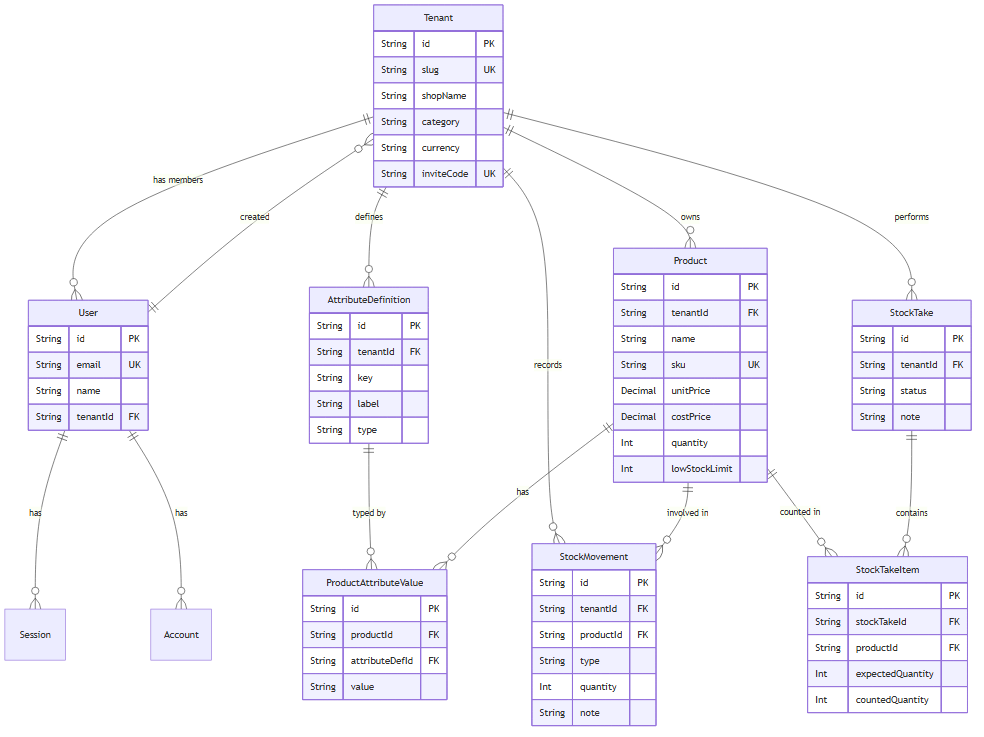 Tenant
String id PK
String slug UK
String shopName
String category
String currency
String inviteCode UK
has members
created
defines
owns
performs
records
User
String id PK
String email UK
String name
String tenantId FK
AttributeDefinition
String id PK
String tenantId FK
String key
String label
String type
Product
String id PK
String tenantId FK
String name
String sku UK
Decimal unitPrice
Decimal costPrice
Int quantity
Int lowStockLimit
StockTake
String id PK
String tenantId FK
String status
String note
has
has
typed by
has
involved in
counted in
contains
Session
Account
ProductAttributeValue
String id PK
String productId FK
String attributeDefId FK
String value
StockMovement
String id PK
String tenantId FK
String productId FK
String type
Int quantity
String note
StockTakeItem
String id PK
String stockTakeId FK
String productId FK
Int expectedQuantity
Int countedQuantity